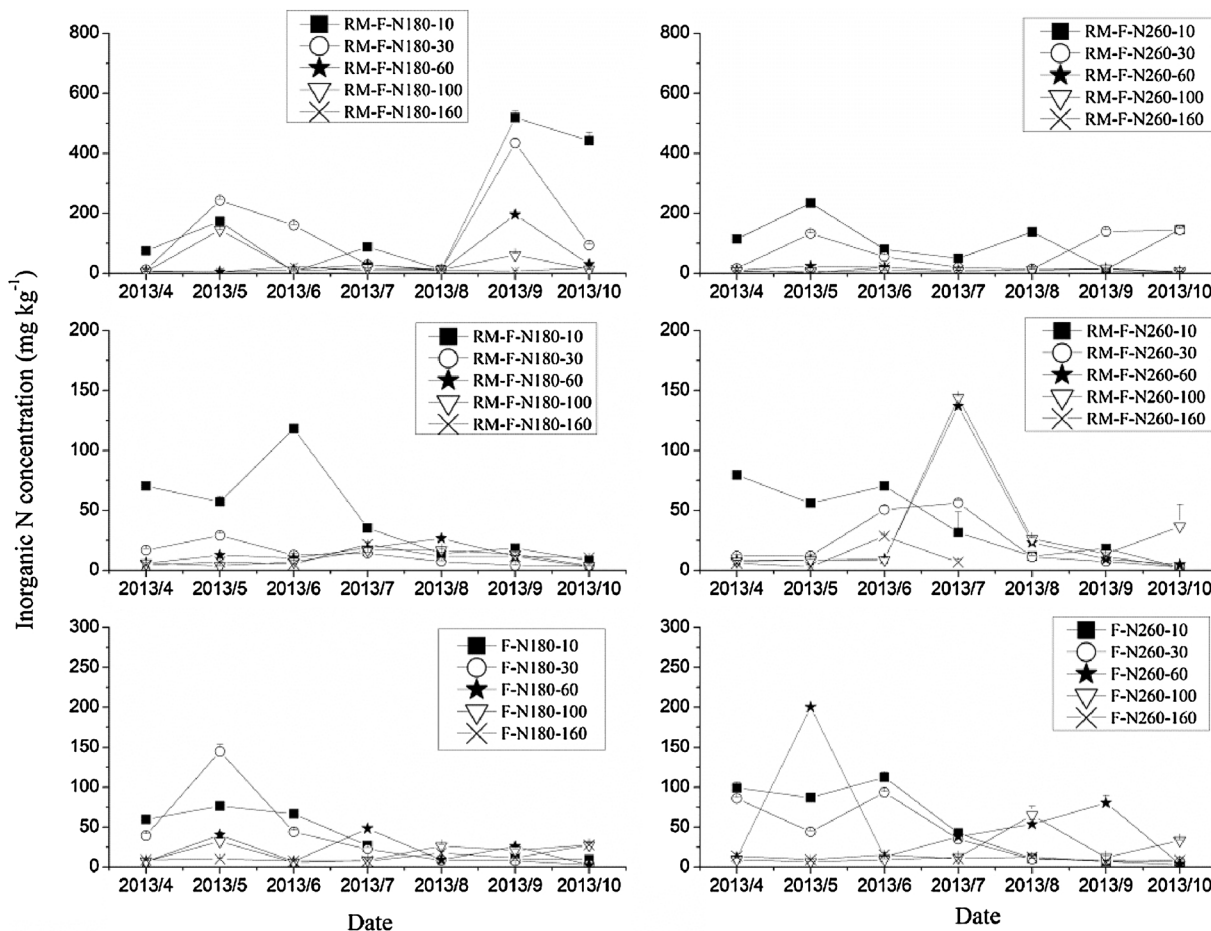 Inorganic N concentration (mg kg-1)
800
600
400
200
0
RM-F-N180-10
RM-F-N180-30
RM-F-N180-60
RM-F-N180-100
RM-F-N180-160
2013/4 2013/5 2013/6 2013/7 2013/8 2013/9 2013/10
800
600
400
200
0
RM-F-N260-10
RM-F-N260-30
RM-F-N260-60
RM-F-N260-100
RM-F-N260-160
2013/4 2013/5 2013/6 2013/7 2013/8 2013/9 2013/10
200
150
100
50
0
RM-F-N180-10
RM-F-N180-30
RM-F-N180-60
RM-F-N180-100
RM-F-N180-160
2013/4 2013/5 2013/6 2013/7 2013/8 2013/9 2013/10
200
150
100
50
0
RM-F-N260-10
RM-F-N260-30
RM-F-N260-60
RM-F-N260-100
RM-F-N260-160
2013/4 2013/5 2013/6 2013/7 2013/8 2013/9 2013/10
300
250
200
150
100
50
0
F-N180-10
F-N180-30
F-N180-60
F-N180-100
F-N180-160
2013/4 2013/5 2013/6 2013/7 2013/8 2013/9 2013/10
Date
300
250
200
150
100
50
0
F-N260-10
F-N260-30
F-N260-60
F-N260-100
F-N260-160
2013/4 2013/5 2013/6 2013/7 2013/8 2013/9 2013/10
Date